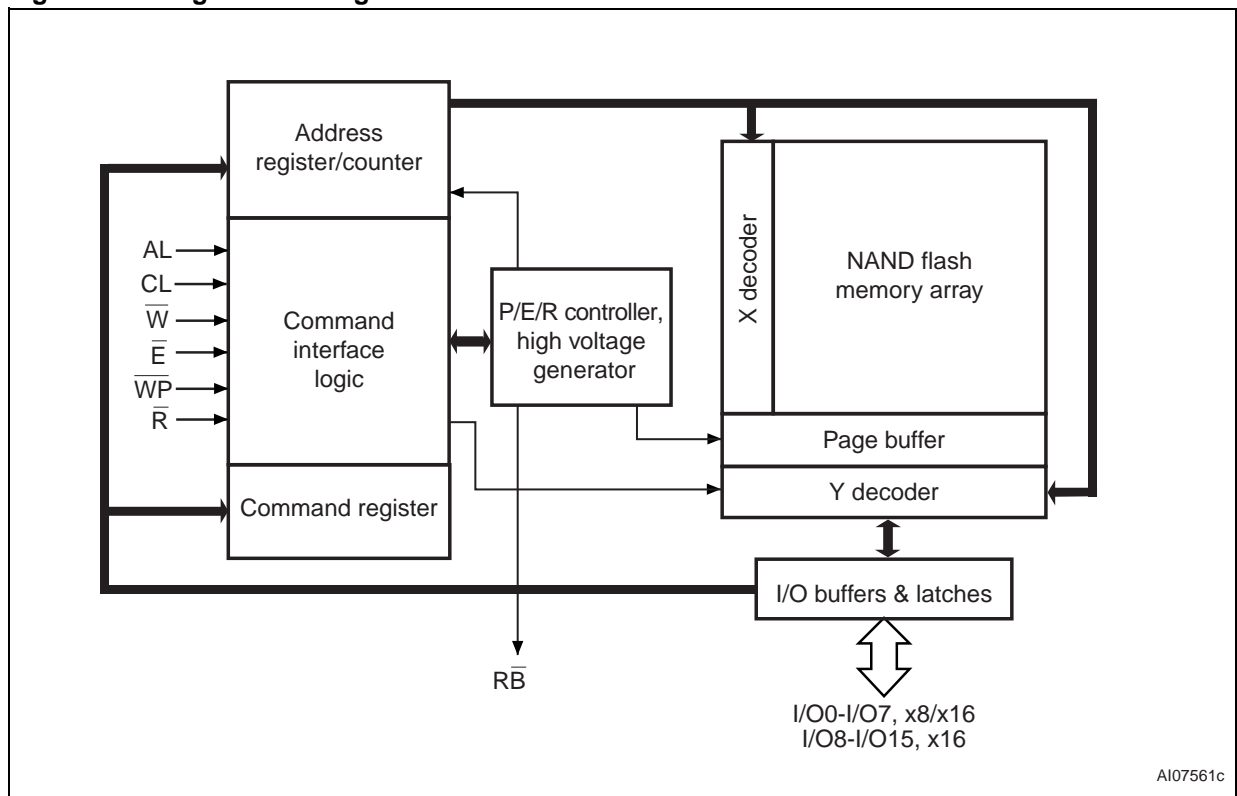 Address
register/counter
AL
CL
W̅
E̅
W̅P̅
R̅
Command
interface
logic
Command register
P/E/R controller,
high voltage
generator
RB̅
X decoder
NAND flash
memory array
Page buffer
Y decoder
I/O buffers & latches
I/O0-I/O7, x8/x16
I/O8-I/O15, x16
AI07561c